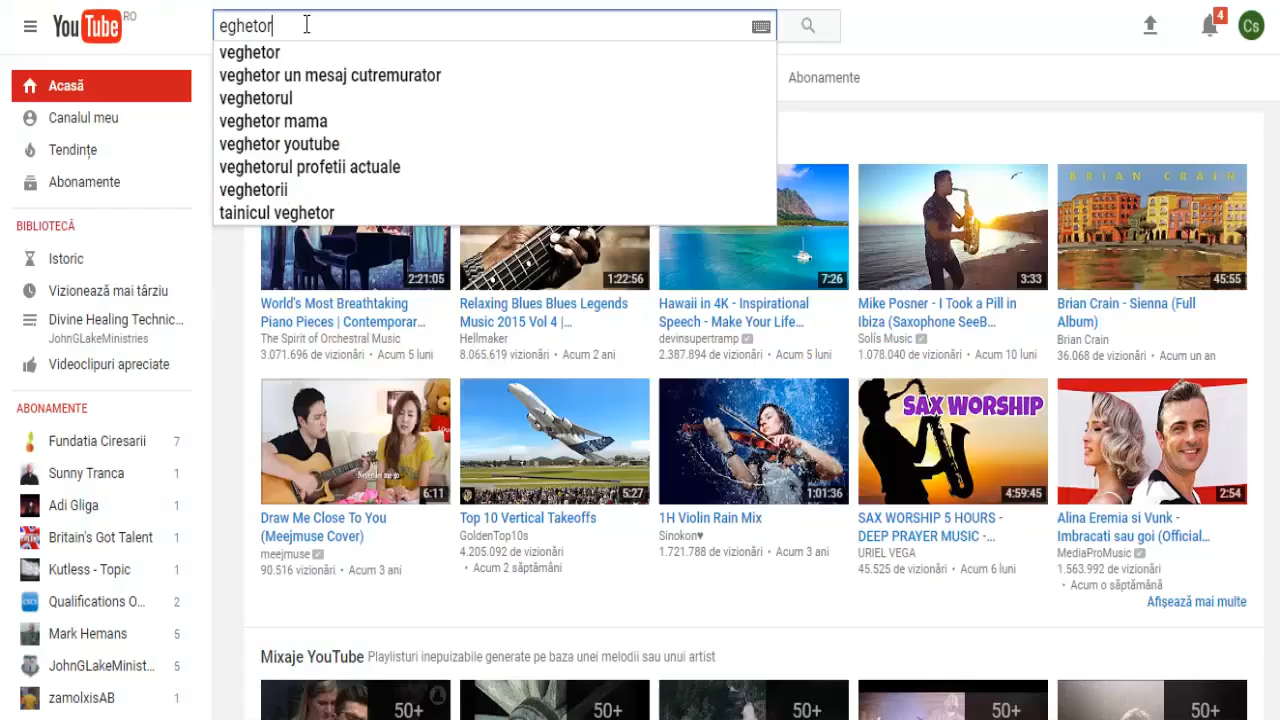 YouTube RO
eghetor
4
Cs
veghetor
veghetor un mesaj cutremurator
veghetorul
veghetor mama
veghetor youtube
veghetorul profetii actuale
veghetorii
tainicul veghetor
Abonamente
Acasă
Canalul meu
Tendințe
Abonamente
BIBLIOTECĂ
Istoric
Vizionează mai târziu
Divine Healing Technic...
JohnGLakeMinistries
Videoclipuri apreciate
ABONAMENTE
Fundatia Ciresarii 7
Sunny Tranca 1
Adi Gliga 1
Britain's Got Talent 1
Kutless - Topic 1
Qualifications O... 2
Mark Hemans 5
JohnGLakeMinist... 5
zamolxisAB 1
2:21:05
World's Most Breathtaking
Piano Pieces | Contemporar...
The Spirit of Orchestral Music
3.071.696 de vizionări • Acum 5 luni
1:22:56
Relaxing Blues Blues Legends
Music 2015 Vol 4 |...
Hellmaker
8.065.619 vizionări • Acum 2 ani
7:26
Hawaii in 4K - Inspirational
Speech - Make Your Life...
devinsupertramp
2.387.894 de vizionări • Acum 5 luni
3:33
Mike Posner - I Took a Pill in
Ibiza (Saxophone SeeB...
Solís Music
1.078.040 de vizionări • Acum 10 luni
BRIAN CRAIN
45:55
Brian Crain - Sienna (Full
Album)
Brian Crain
36.068 de vizionări • Acum un an
Never let me go
6:11
Draw Me Close To You
(Meejmuse Cover)
meejmuse
90.516 vizionări • Acum 3 ani
5:27
Top 10 Vertical Takeoffs
GoldenTop10s
4.205.092 de vizionări
• Acum 2 săptămâni
1:01:36
1H Violin Rain Mix
Sinokon♥
1.721.788 de vizionări • Acum 3 ani
SAX WORSHIP
4:59:45
SAX WORSHIP 5 HOURS -
DEEP PRAYER MUSIC -...
URIEL VEGA
45.525 de vizionări • Acum 6 luni
2:54
Alina Eremia si Vunk -
Imbracati sau goi (Official...
MediaProMusic
1.563.992 de vizionări
• Acum o săptămână
Afișează mai multe
Mixaje YouTube Playlisturi inepuizabile generate pe baza unei melodii sau unui artist
50+
50+
50+
50+
50+